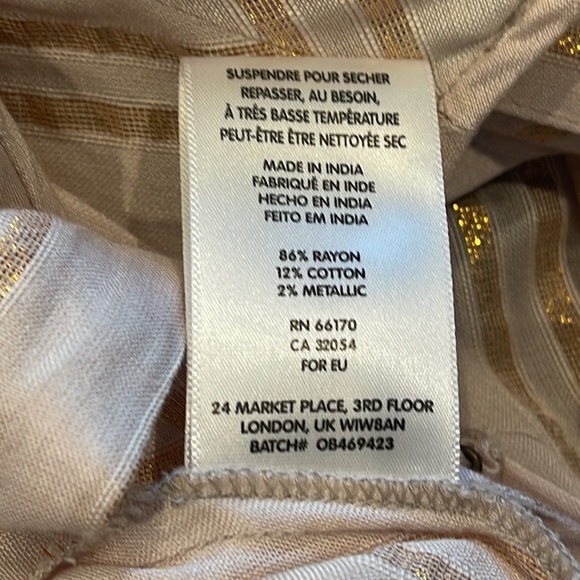 SUSPENDRE POUR SECHER
REPASSER, AU BESOIN,
À TRÈS BASSE TEMPÉRATURE
PEUT-ÊTRE ÊTRE NETTOYÉE SEC
MADE IN INDIA
FABRIQUÉ EN INDE
HECHO EN INDIA
FEITO EM INDIA
86% RAYON
12% COTTON
2% METALLIC
RN 66170
CA 32054
FOR EU
24 MARKET PLACE, 3RD FLOOR
LONDON, UK WIW8AN
BATCH# OB469423